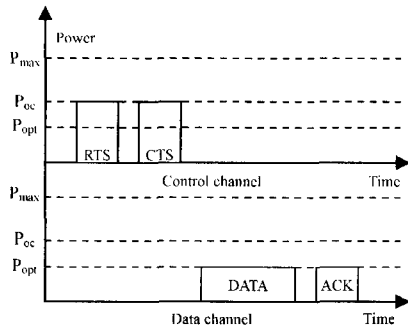 Power
Pmax
Poc
Popt
RTS CTS
Control channel Time
Pmax
Poc
Popt
DATA ACK
Data channel Time